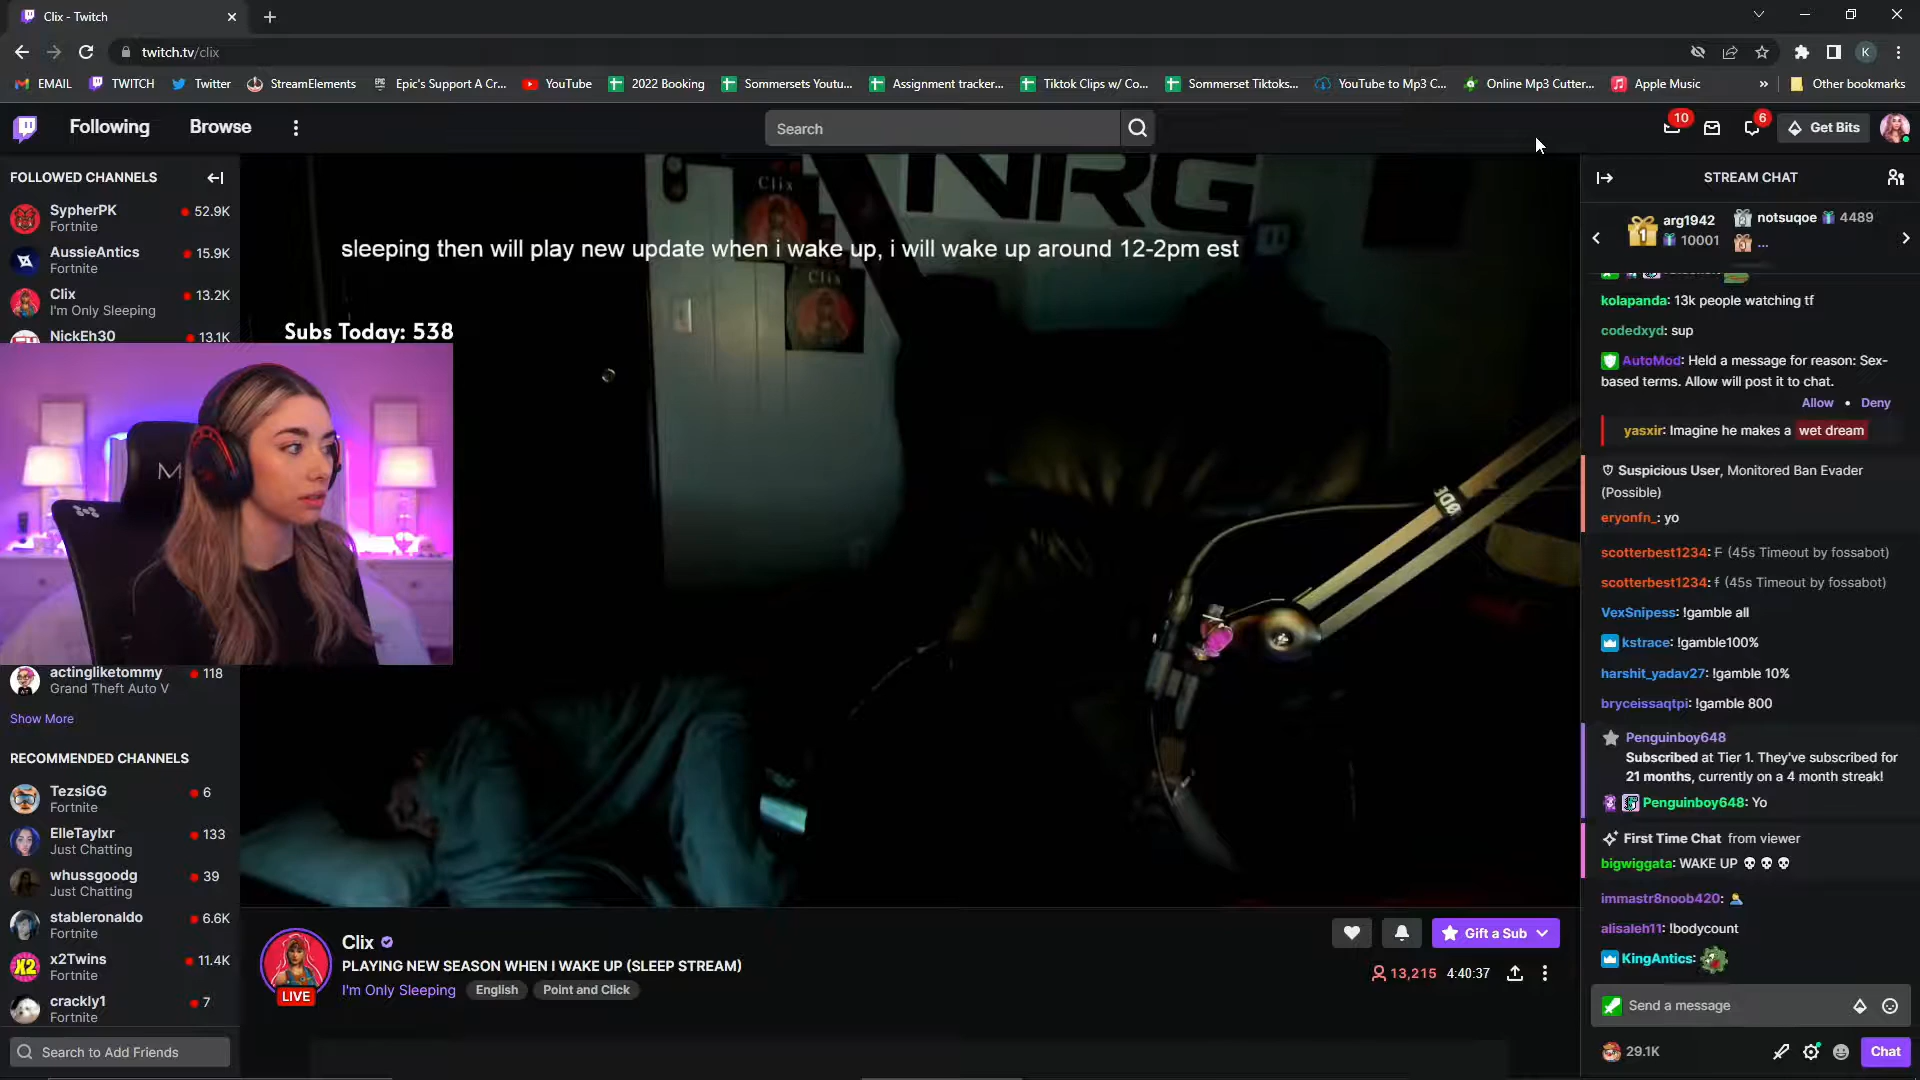 Clix - Twitch
twitch.tv/clix
EMAIL
TWITCH
Twitter
StreamElements
Epic's Support A Cr...
YouTube
2022 Booking
Sommersets Youtu...
Assignment tracker...
Tiktok Clips w/ Co...
Sommerset Tiktoks...
YouTube to Mp3 C...
Online Mp3 Cutter...
Apple Music
»
Other bookmarks
K
Following
Browse
Search
10
6
Get Bits
FOLLOWED CHANNELS
SypherPK
52.9K
Fortnite
AussieAntics
15.9K
Fortnite
Clix
13.2K
I'm Only Sleeping
NickEh30
13.1K
actingliketommy
118
Grand Theft Auto V
Show More
RECOMMENDED CHANNELS
TezsiGG
6
Fortnite
ElleTaylxr
133
Just Chatting
whussgoodg
39
Just Chatting
stableronaldo
6.6K
Fortnite
x2Twins
11.4K
Fortnite
crackly1
7
Fortnite
Search to Add Friends
NRG
Clix
Clix
sleeping then will play new update when i wake up, i will wake up around 12-2pm est
Subs Today: 538
M
RØDE
LIVE
Clix
PLAYING NEW SEASON WHEN I WAKE UP (SLEEP STREAM)
I'm Only Sleeping
English
Point and Click
Gift a Sub
13,215
4:40:37
STREAM CHAT
1
arg1942
10001
notsuqoe
4489
...
kolapanda: 13k people watching tf
codedxyd: sup
AutoMod: Held a message for reason: Sex-
based terms. Allow will post it to chat.
Allow • Deny
yasxir: Imagine he makes a wet dream
Suspicious User, Monitored Ban Evader
(Possible)
eryonfn_: yo
scotterbest1234: F (45s Timeout by fossabot)
scotterbest1234: f (45s Timeout by fossabot)
VexSnipess: !gamble all
kstrace: !gamble100%
harshit_yadav27: !gamble 10%
bryceissaqtpi: !gamble 800
Penguinboy648
Subscribed at Tier 1. They've subscribed for
21 months, currently on a 4 month streak!
Penguinboy648: Yo
First Time Chat from viewer
bigwiggata: WAKE UP 💀 💀 💀
immastr8noob420:
alisaleh11: !bodycount
KingAntics:
Send a message
29.1K
Chat